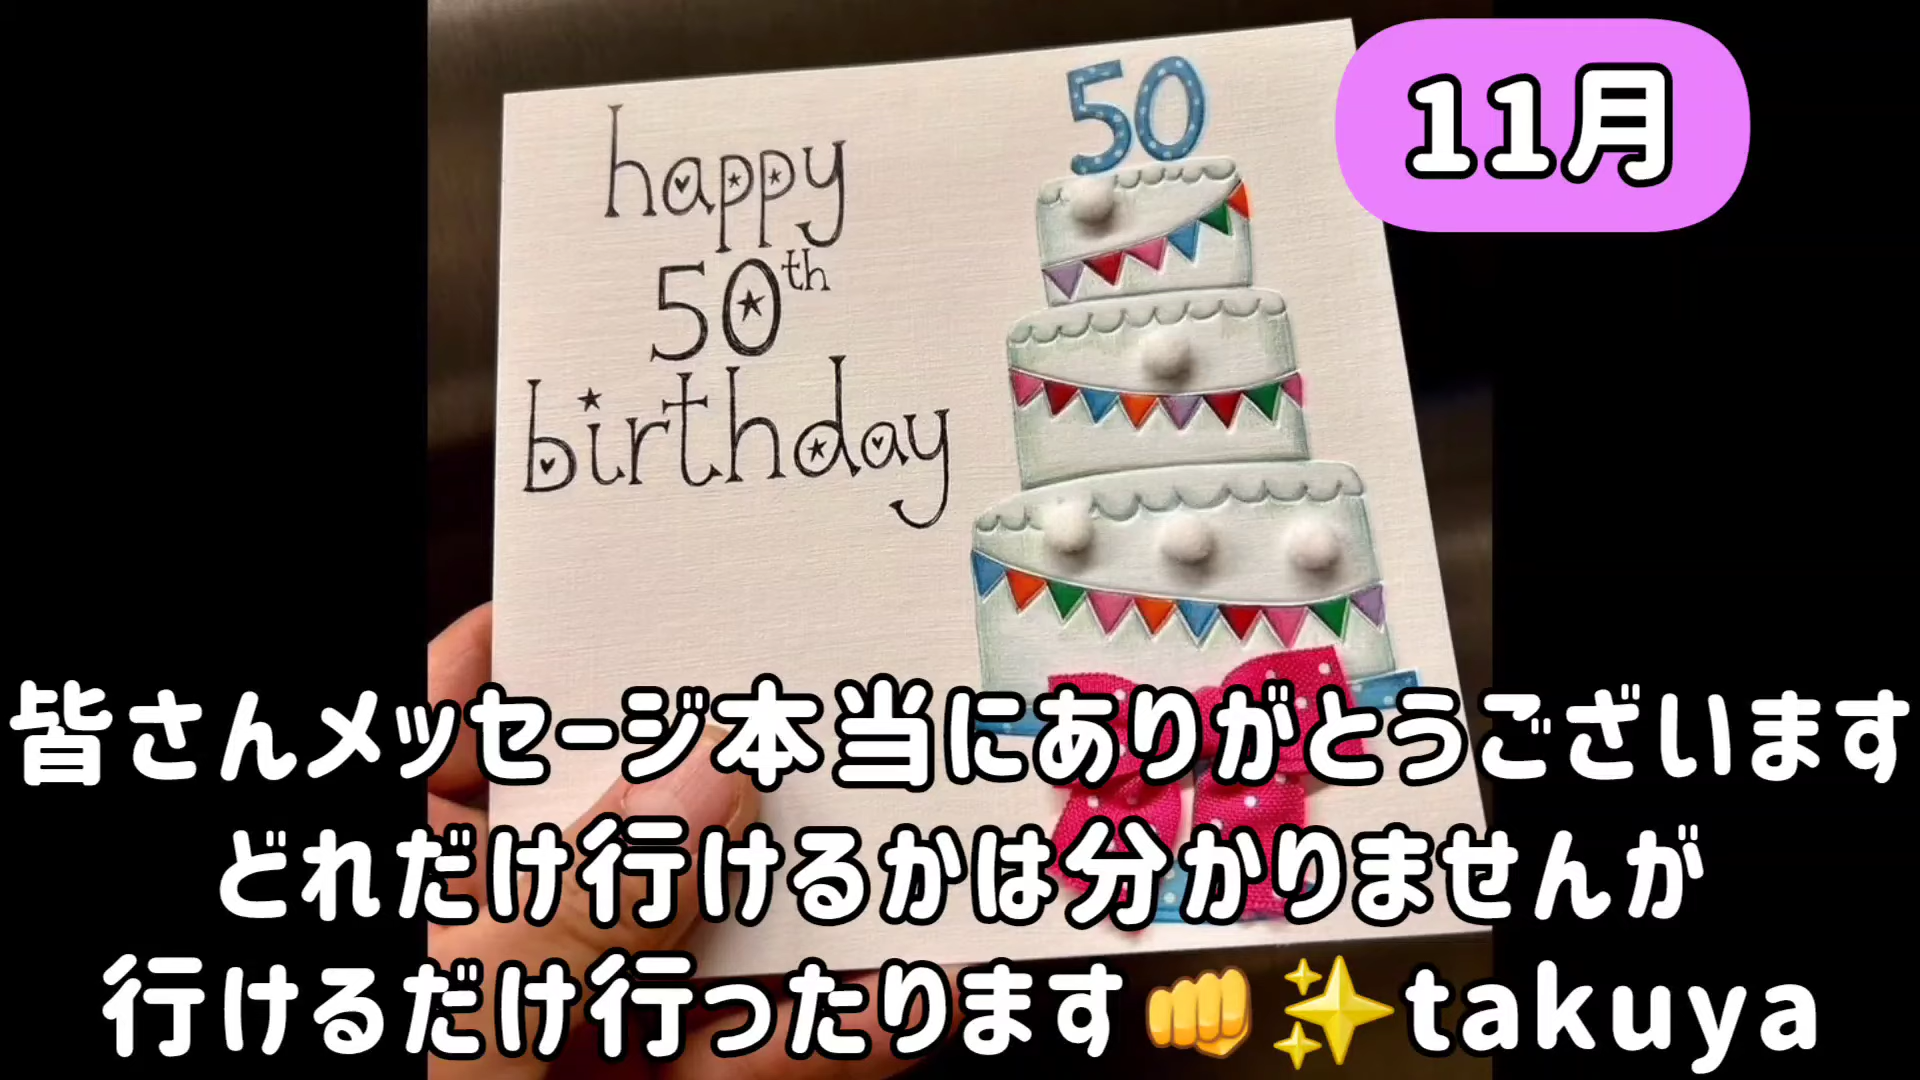 happy
50th
birthday
50
11月
皆さんメッセージ本当にありがとうございます
どれだけ行けるかは分かりませんが
行けるだけ行ったります👊✨takuya